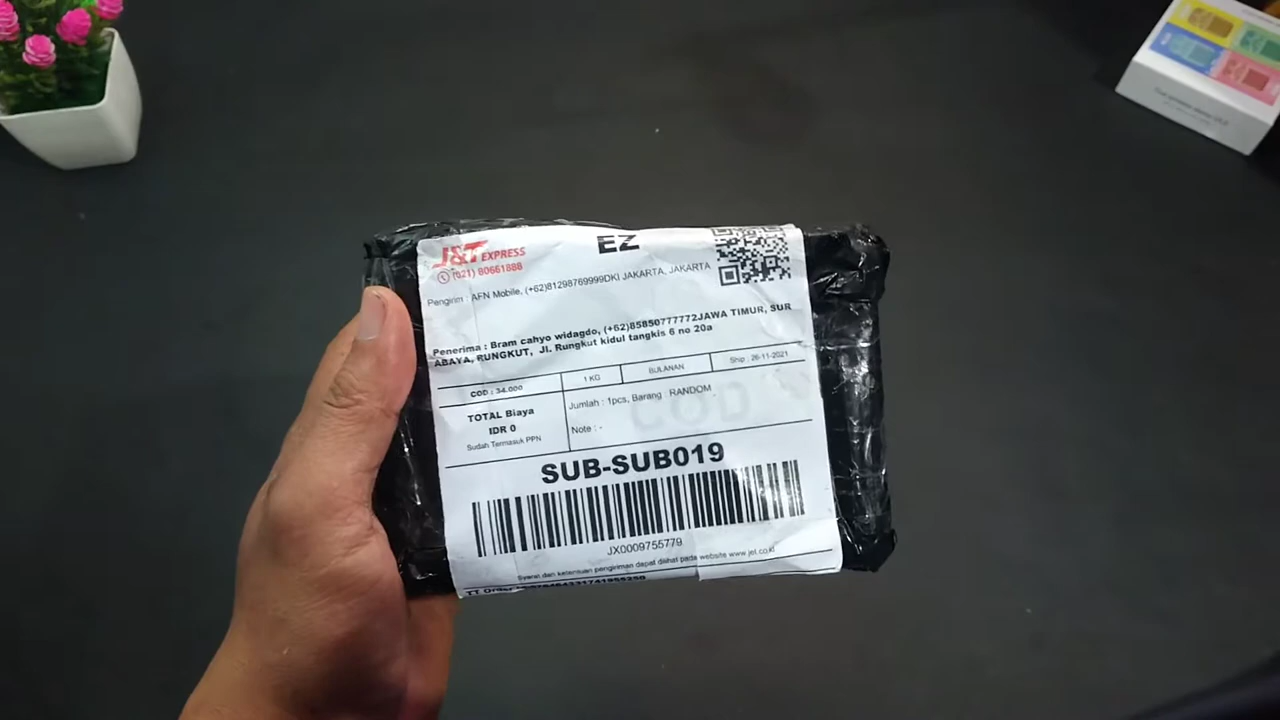 J&T EXPRESS
(021) 80661888
EZ
Pengirim : AFN Mobile, (+62)81298769999DKI JAKARTA, JAKARTA
Penerima : Bram cahyo widagdo, (+62)85850777772JAWA TIMUR, SUR
ABAYA, RUNGKUT, Jl. Rungkut kidul tangkis 6 no 20a
COD : 34.000
1 KG
BULANAN
Ship : 26-11-2021
TOTAL Biaya
IDR 0
Sudah Termasuk PPN
Jumlah : 1pcs, Barang : RANDOM
Note : -
SUB-SUB019
JX0009755779
Syarat dan ketentuan pengiriman dapat dilihat pada website www.jet.co.id
TT Order